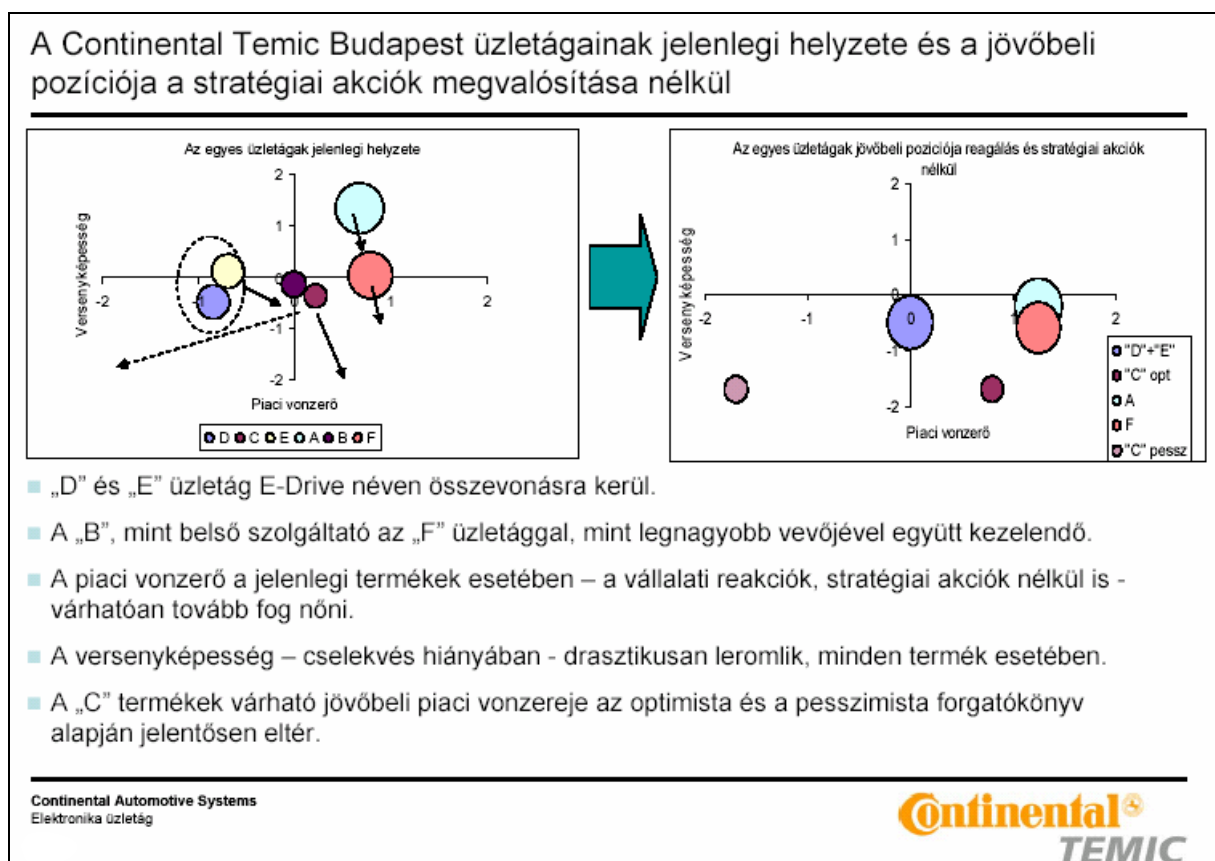 A Continental Temic Budapest üzletágainak jelenlegi helyzete és a jövőbeli
pozíciója a stratégiai akciók megvalósítása nélkül
Az egyes üzletágak jelenlegi helyzete
Versenyképesség
2
1
0
-2
-1
0
1
2
-1
-2
Piaci vonzerő
D C E A B F
Az egyes üzletágak jövőbeli poziciója reagálás és stratégiai akciók
nélkül
Versenyképesség
2
1
0
-2
-1
0
1
2
-1
-2
Piaci vonzerő
"D"+"E"
"C" opt
A
F
"C" pessz
„D” és „E” üzletág E-Drive néven összevonásra kerül.
A „B”, mint belső szolgáltató az „F” üzletággal, mint legnagyobb vevőjével együtt kezelendő.
A piaci vonzerő a jelenlegi termékek esetében – a vállalati reakciók, stratégiai akciók nélkül is -
várhatóan tovább fog nőni.
A versenyképesség – cselekvés hiányában - drasztikusan leromlik, minden termék esetében.
A „C” termékek várható jövőbeli piaci vonzereje az optimista és a pesszimista forgatókönyv
alapján jelentősen eltér.
Continental Automotive Systems
Elektronika üzletág
Continental
TEMIC